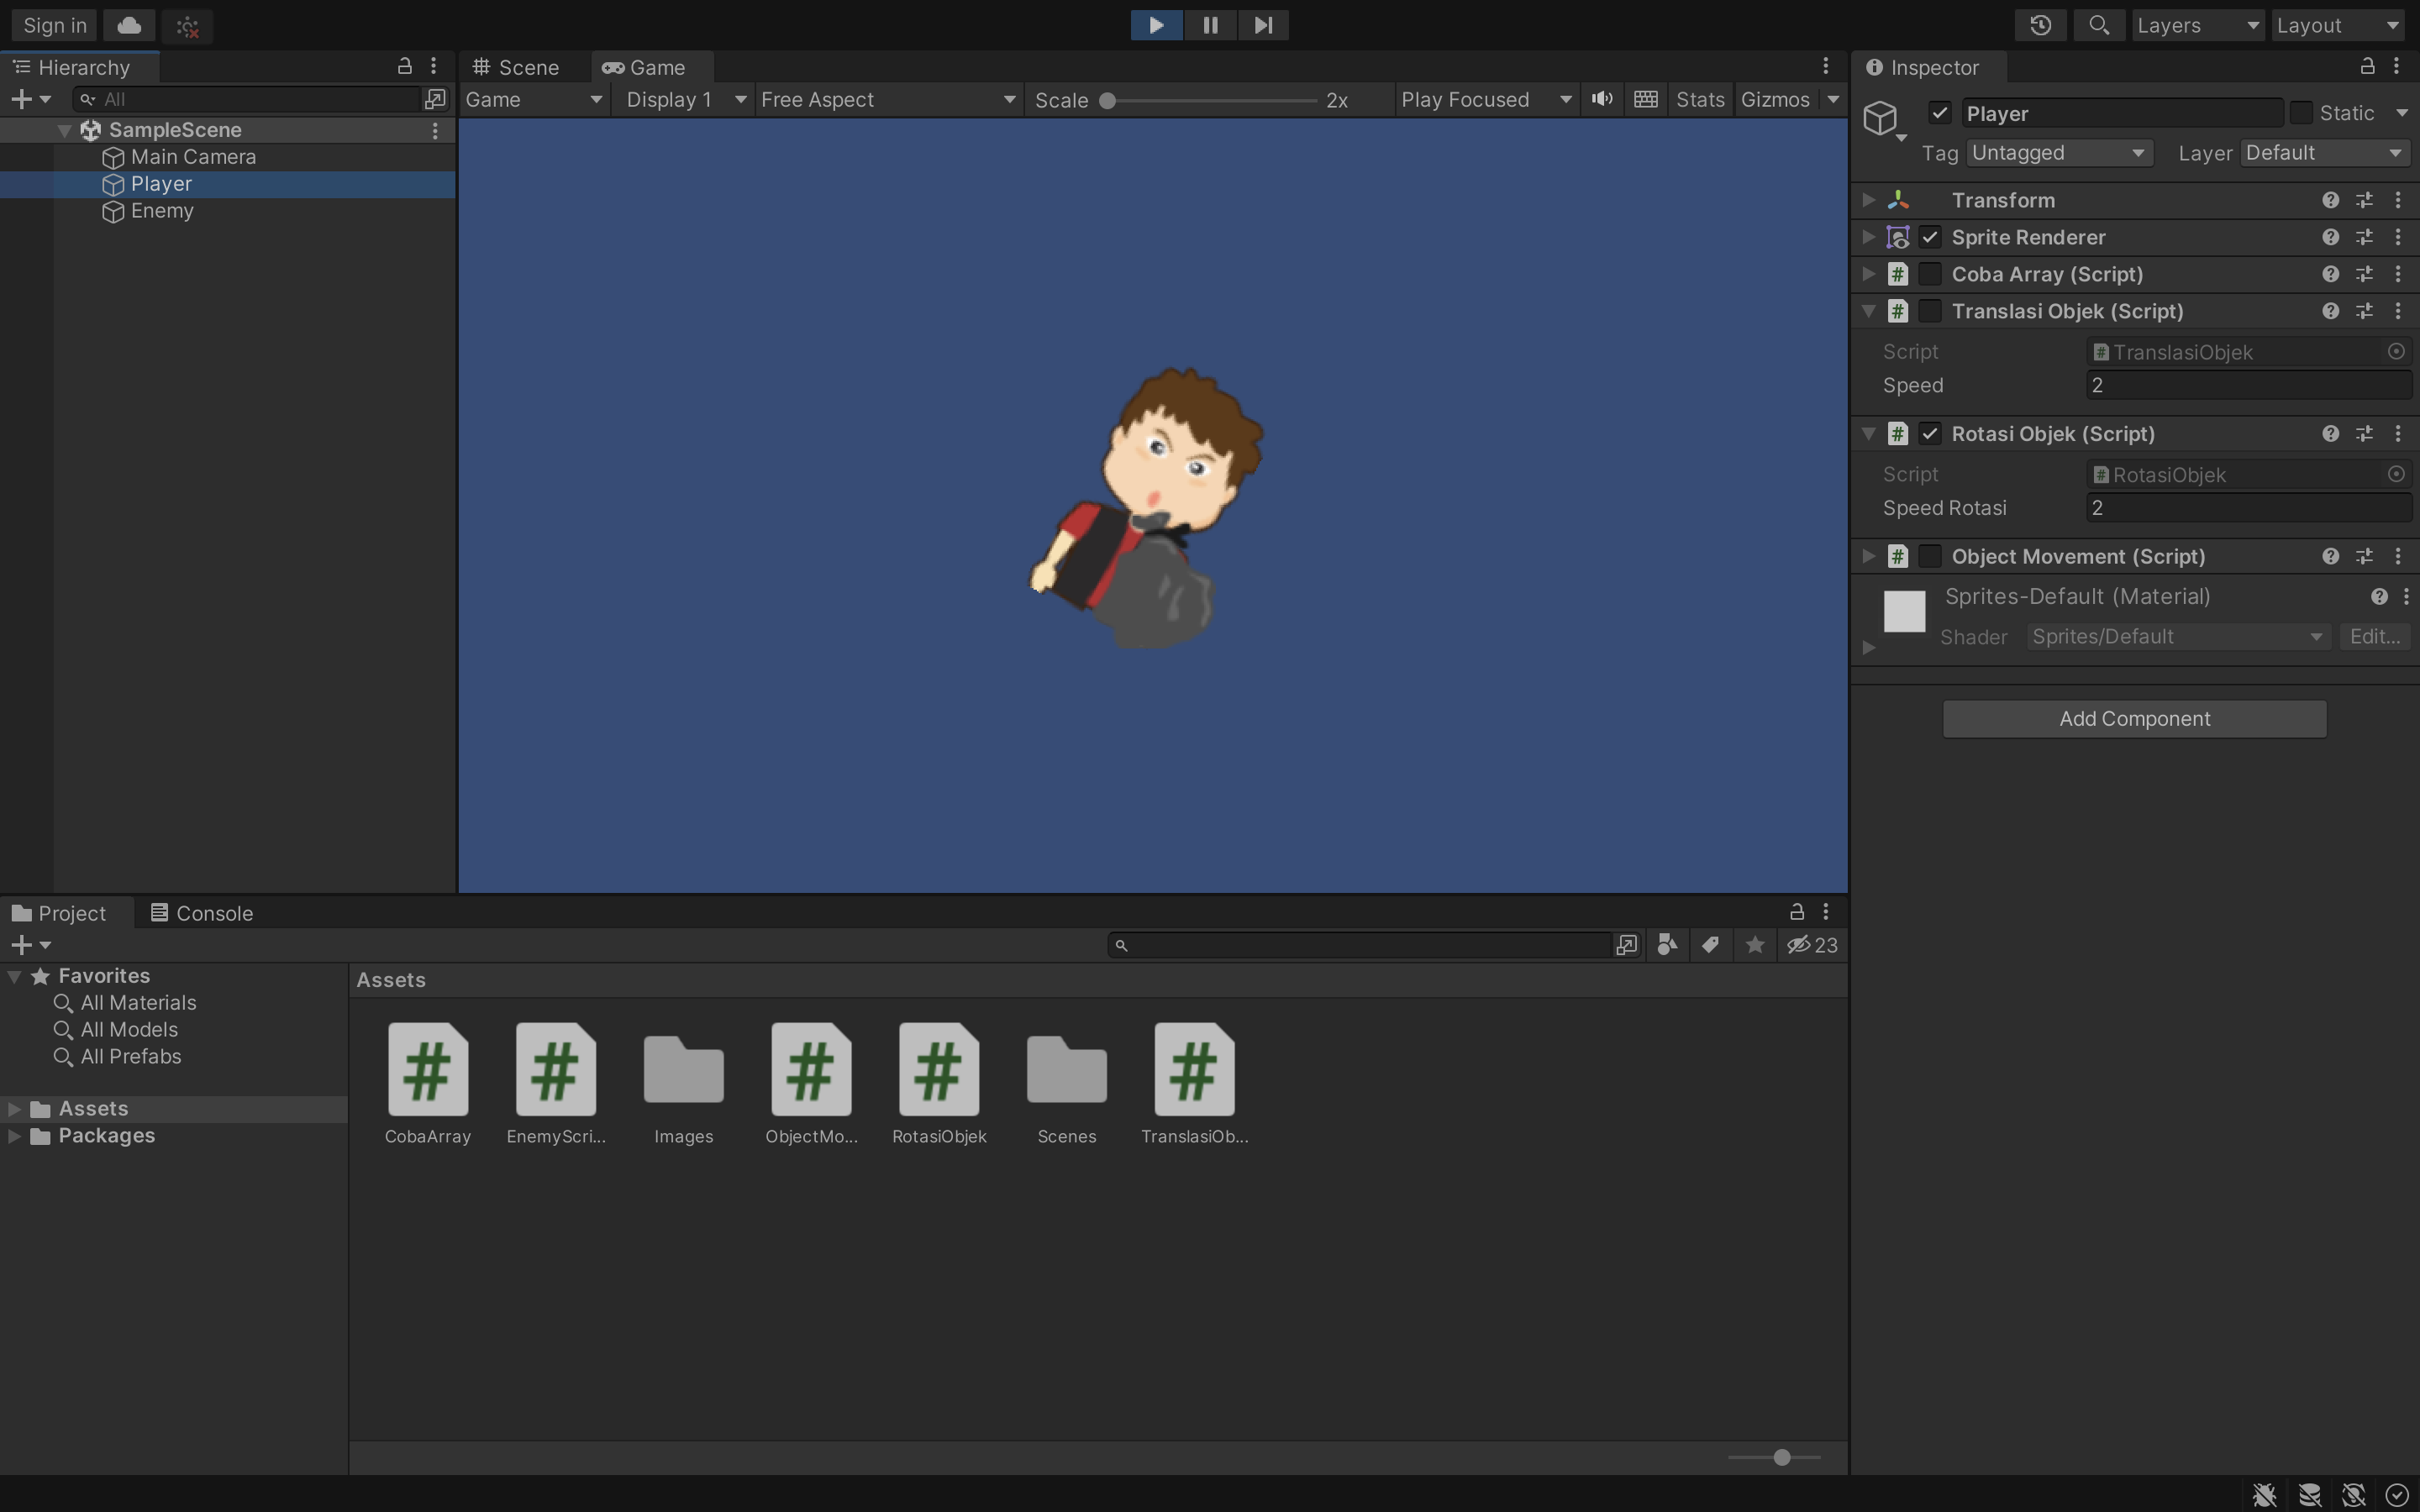 Sign in
Layers
Layout
Hierarchy
All
SampleScene
Main Camera
Player
Enemy
Scene
Game
Game
Display 1
Free Aspect
Scale
2x
Play Focused
Stats
Gizmos
Inspector
Player
Static
Tag
Untagged
Layer
Default
Transform
Sprite Renderer
# Coba Array (Script)
# Translasi Objek (Script)
Script
# TranslasiObjek
Speed
2
# Rotasi Objek (Script)
Script
# RotasiObjek
Speed Rotasi
2
# Object Movement (Script)
Sprites-Default (Material)
Shader
Sprites/Default
Edit...
Add Component
Project
Console
23
Favorites
All Materials
All Models
All Prefabs
Assets
Packages
Assets
# # # # #
CobaArray
EnemyScri...
Images
ObjectMo...
RotasiObjek
Scenes
TranslasiOb...